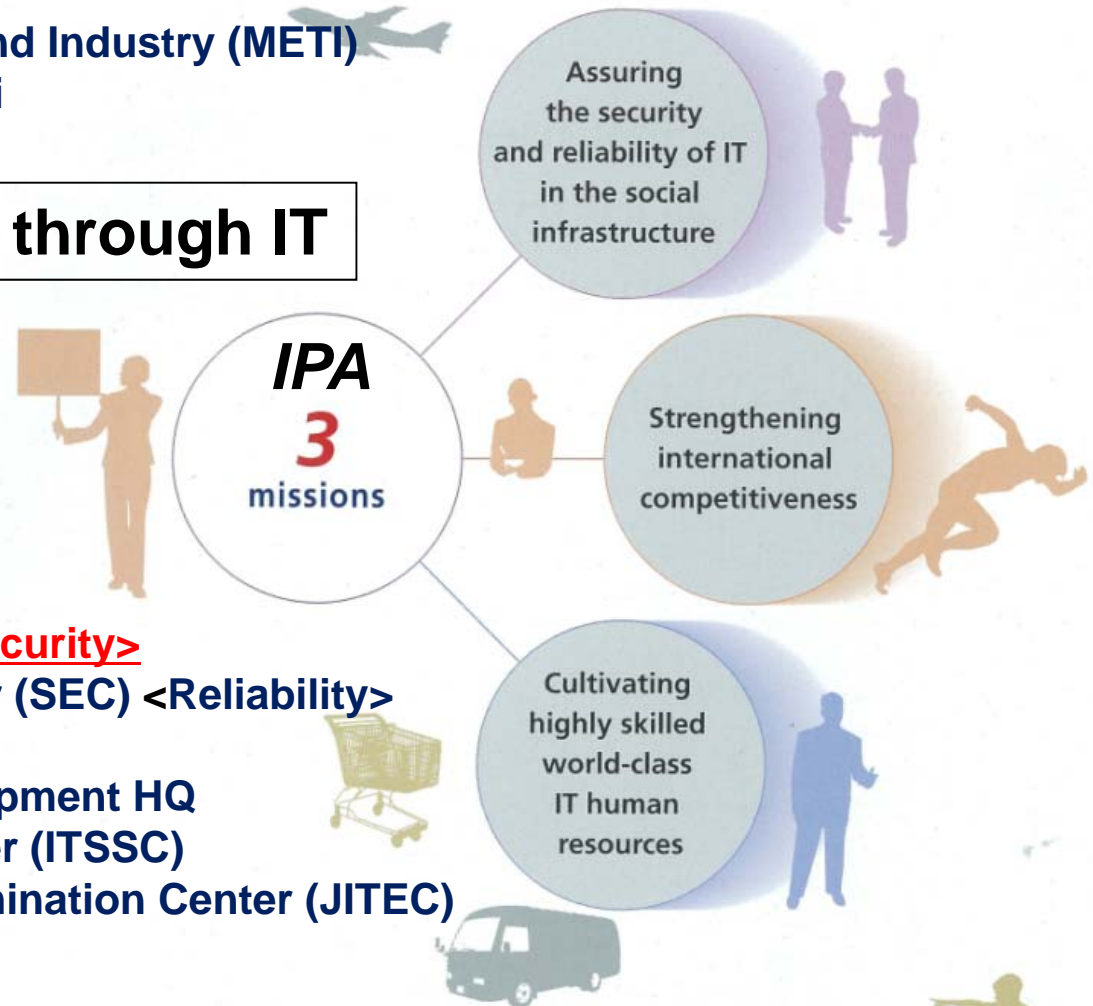 nd Industry (METI)
i
through IT
Assuring
the security
and reliability of IT
in the social
infrastructure
IPA
3
missions
Strengthening
international
competitiveness
curity>
(SEC) <Reliability>
Cultivating
highly skilled
world-class
IT human
resources
pment HQ
r (ITSSC)
mination Center (JITEC)